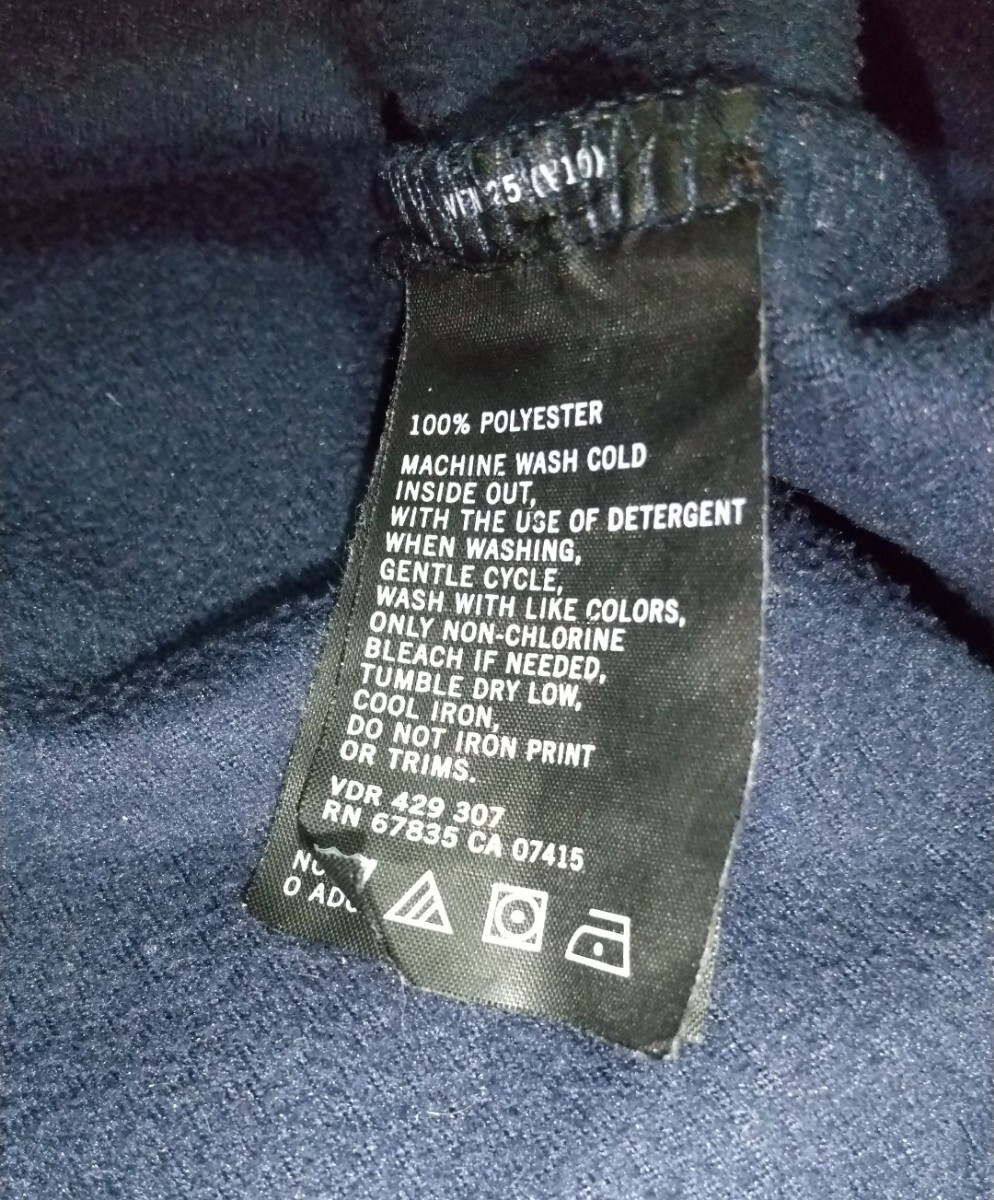 25 (V10)
100% POLYESTER
MACHINE WASH COLD
INSIDE OUT,
WITH THE USE OF DETERGENT
WHEN WASHING,
GENTLE CYCLE,
WASH WITH LIKE COLORS,
ONLY NON-CHLORINE
BLEACH IF NEEDED,
TUMBLE DRY LOW,
COOL IRON,
DO NOT IRON PRINT
OR TRIMS.
VDR 429 307
RN 67835 CA 07415